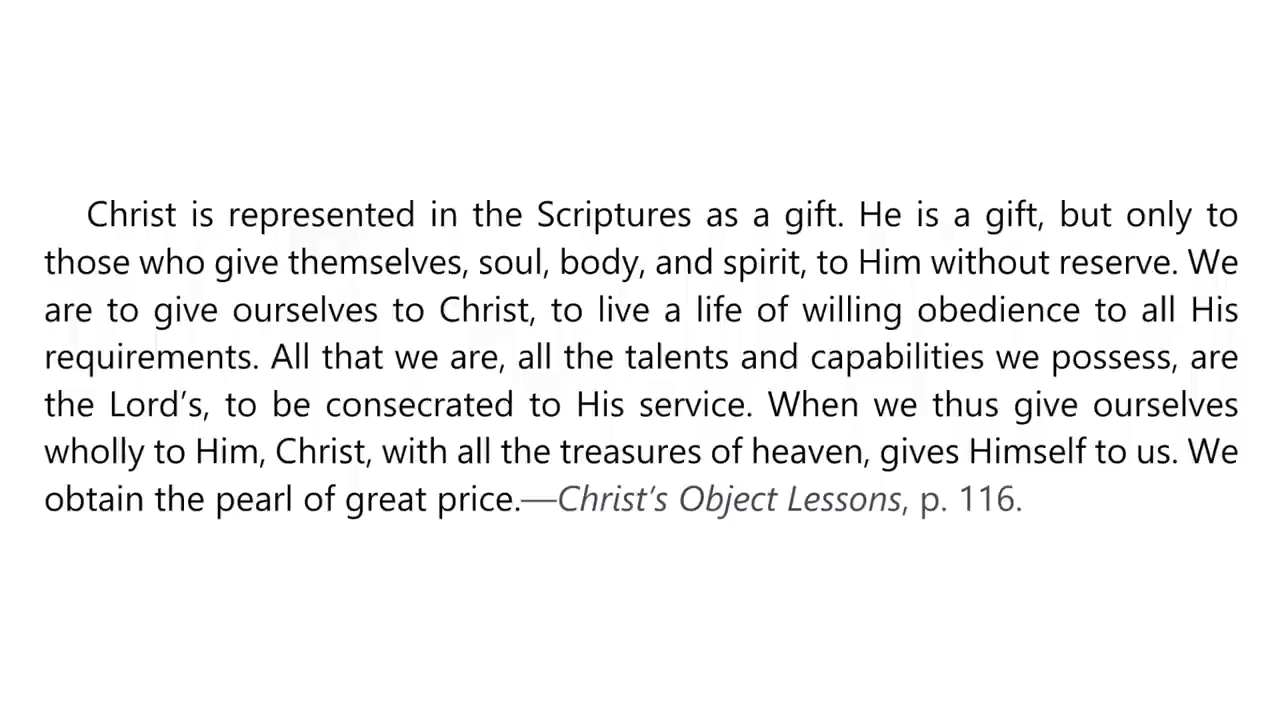 Christ is represented in the Scriptures as a gift. He is a gift, but only to
those who give themselves, soul, body, and spirit, to Him without reserve. We
are to give ourselves to Christ, to live a life of willing obedience to all His
requirements. All that we are, all the talents and capabilities we possess, are
the Lord’s, to be consecrated to His service. When we thus give ourselves
wholly to Him, Christ, with all the treasures of heaven, gives Himself to us. We
obtain the pearl of great price.—Christ’s Object Lessons, p. 116.